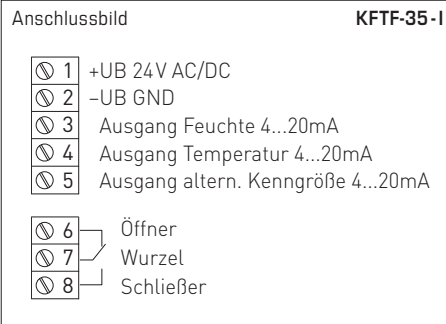 Anschlussbild KFTF-35-I
1 +UB 24V AC/DC
2 –UB GND
3 Ausgang Feuchte 4...20mA
4 Ausgang Temperatur 4...20mA
5 Ausgang altern. Kenngröße 4...20mA
6 Öffner
7 Wurzel
8 Schließer